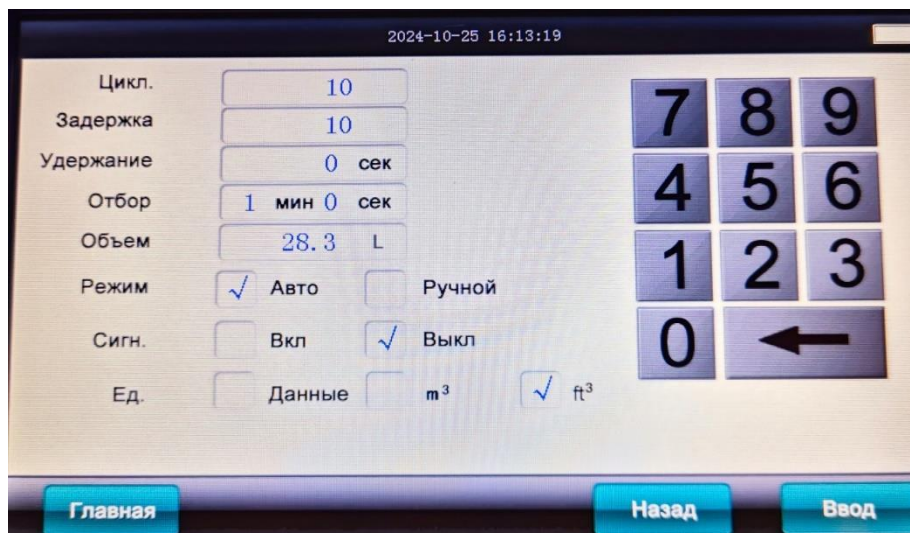 2024-10-25 16:13:19
Цикл. 10
Задержка 10
Удержание 0 сек
Отбор 1 мин 0 сек
Объем 28.3 L
Режим √ Авто Ручной
Сигн. Вкл √ Выкл
Ед. Данные m³ √ ft³
7 8 9
4 5 6
1 2 3
0
Главная Назад Ввод